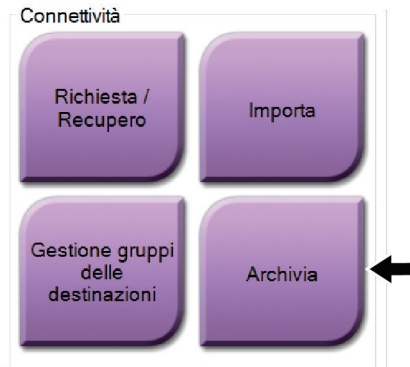 Connettività
Richiesta /
Recupero
Importa
Gestione gruppi
delle
destinazioni
Archivia